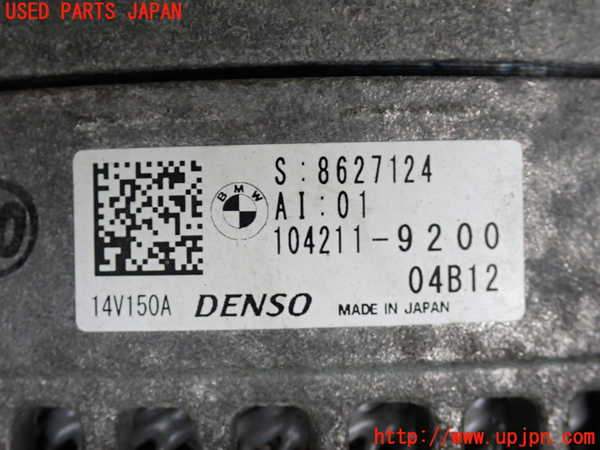 USED PARTS JAPAN
S:8627124
BMW
AI:01
104211-9200
04B12
14V150A DENSO MADE IN JAPAN
http://www.upjpn.com